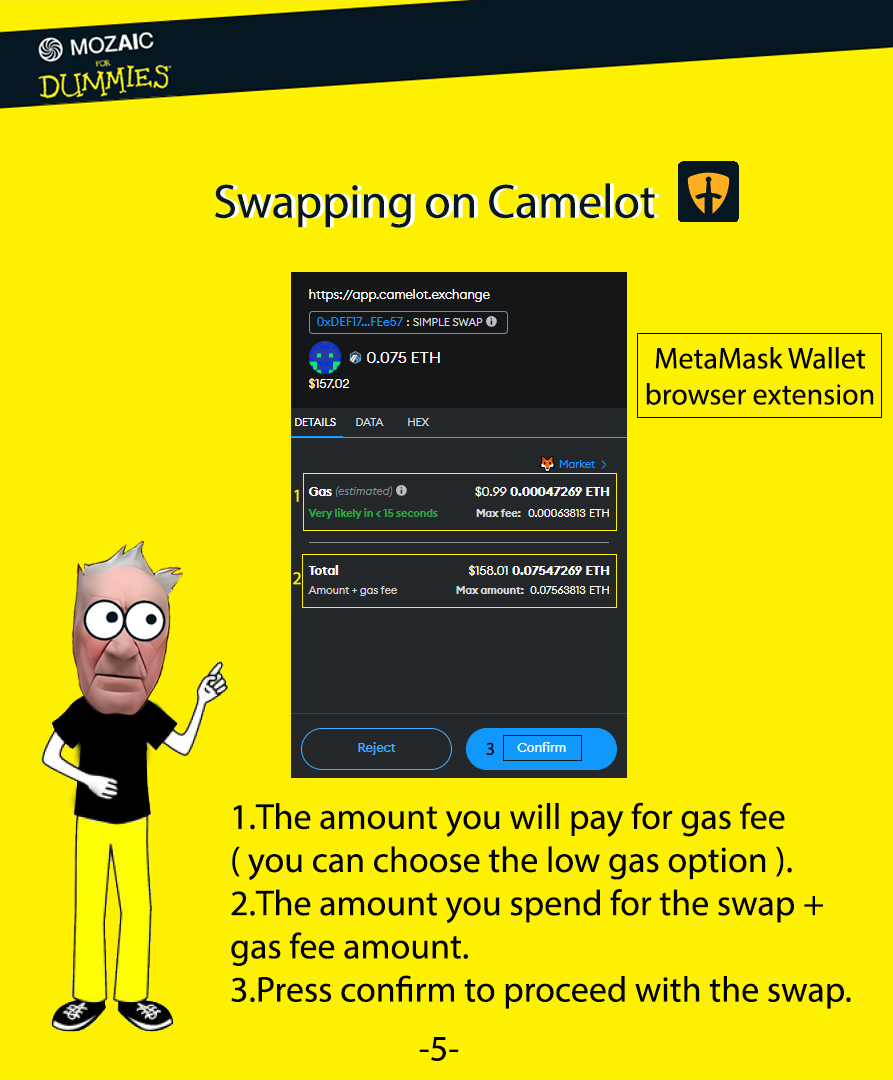 MOZAIC
FOR
DUMMIES
Swapping on Camelot
https://app.camelot.exchange
0xDEF17...FEe57 : SIMPLE SWAP
0.075 ETH
$157.02
MetaMask Wallet
browser extension
DETAILS DATA HEX
Market >
1 Gas (estimated) $0.99 0.00047269 ETH
Very likely in < 15 seconds Max fee: 0.00063813 ETH
2 Total $158.01 0.07547269 ETH
Amount + gas fee Max amount: 0.07563813 ETH
Reject 3 Confirm
1.The amount you will pay for gas fee
( you can choose the low gas option ).
2.The amount you spend for the swap +
gas fee amount.
3.Press confirm to proceed with the swap.
-5-